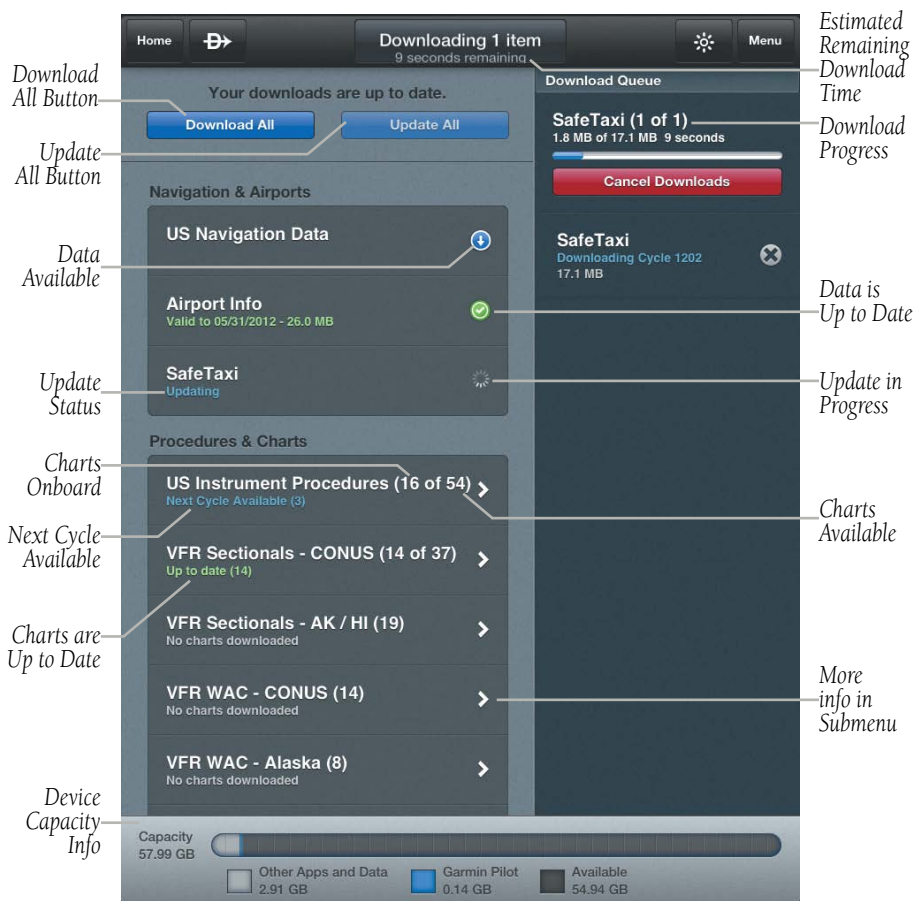 Home
Downloading 1 item
9 seconds remaining
Menu
Your downloads are up to date.
Download All
Update All
Navigation & Airports
US Navigation Data
Airport Info
Valid to 05/31/2012 - 26.0 MB
SafeTaxi
Updating
Procedures & Charts
US Instrument Procedures (16 of 54)
Next Cycle Available (3)
VFR Sectionals - CONUS (14 of 37)
Up to date (14)
VFR Sectionals - AK / HI (19)
No charts downloaded
VFR WAC - CONUS (14)
No charts downloaded
VFR WAC - Alaska (8)
No charts downloaded
Download Queue
SafeTaxi (1 of 1)
1.8 MB of 17.1 MB 9 seconds
Cancel Downloads
SafeTaxi
Downloading Cycle 1202
17.1 MB
Capacity
57.99 GB
Other Apps and Data
2.91 GB
Garmin Pilot
0.14 GB
Available
54.94 GB
Download
All Button
Update
All Button
Data
Available
Update
Status
Charts
Onboard
Next Cycle
Available
Charts are
Up to Date
Device
Capacity
Info
Estimated
Remaining
Download
Time
Download
Progress
Data is
Up to Date
Update in
Progress
Charts
Available
More
info in
Submenu